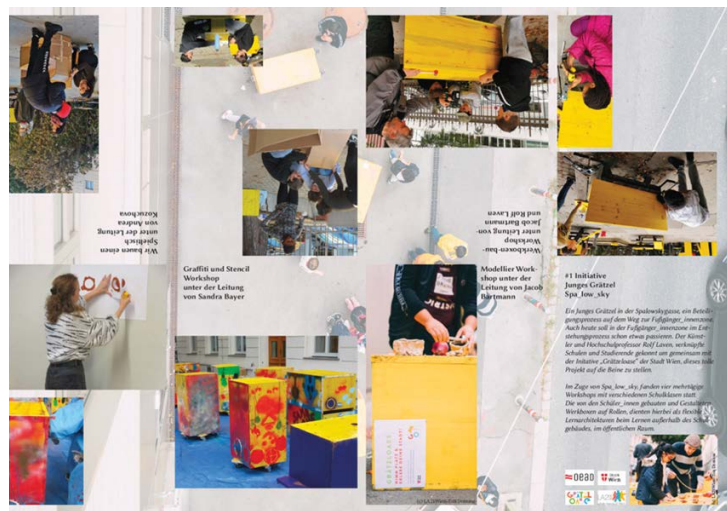 Wir bauen einen
Spieltisch
unter der Leitung
von Andrea
Kozuchova
Werkboxenbox-bau-
Workshop
unter Leitung von-
Jacob Bartmann
und Rolf Laven
Graffiti und Stencil
Workshop
unter der Leitung
von Sandra Bayer
Modellier Work-
shop unter der
Leitung von Jacob
Bartmann
#1 Initiative
Junges Grätzel
Spa_low_sky
Ein Junges Grätzel in der Spalowskygasse, ein Beteili-
gungsprozess auf dem Weg zur Fußgänger_innenzone.
Auch heute soll in der Fußgänger_innenzone im Ent-
stehungsprozess schon etwas passieren. Der Künst-
ler und Hochschulprofessor Rolf Laven, verknüpfte
Schulen und Studierende gekonnt um gemeinsam mit
der Initative „Grätzloase" der Stadt Wien, dieses tolle
Projekt auf die Beine zu stellen.
Im Zuge von Spa_low_sky, fanden vier mehrtägige
Workshops mit verschiedenen Schulklassen statt.
Die von den Schüler_innen gebauten und Gestalteten
Werkboxen auf Rollen, dienten hierbei als flexible
Lernarchitekturen beim Lernen außerhalb des Schul-
gebäudes, im öffentlichen Raum.
GRÄTZLOASE
oead
Wien